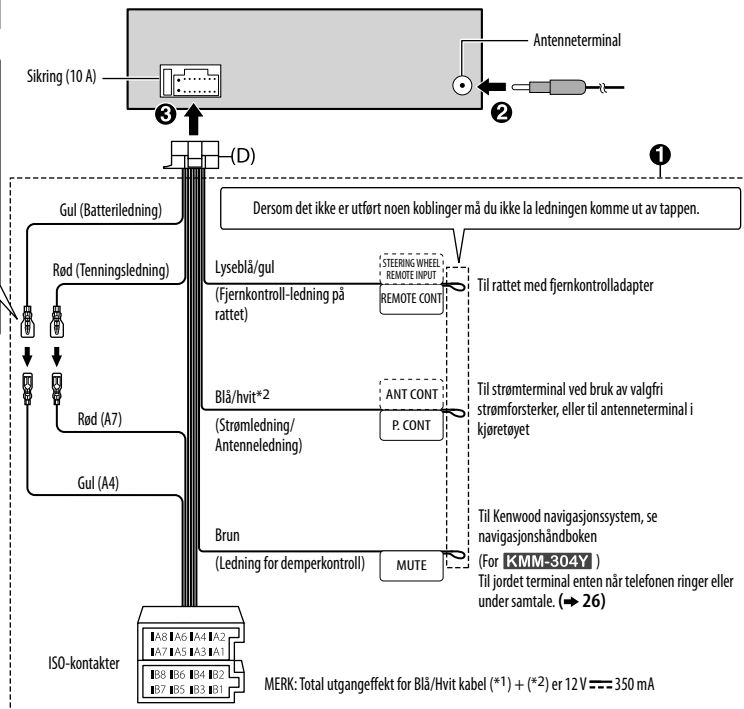 Antenneterminal
Sikring (10 A)
❸
❷
(D)
❶
Gul (Batteriledning)
Dersom det ikke er utført noen koblinger må du ikke la ledningen komme ut av tappen.
Rød (Tenningsledning)
Lyseblå/gul
(Fjernkontroll-ledning på
rattet)
STEERING WHEEL
REMOTE INPUT
REMOTE CONT
Til rattet med fjernkontrolladapter
Blå/hvit*2
(Strømledning/
Antenneledning)
ANT CONT
P. CONT
Til strømterminal ved bruk av valgfri
strømforsterker, eller til antenneterminal i
kjøretøyet
Rød (A7)
Gul (A4)
Brun
(Ledning for demperkontroll)
MUTE
Til Kenwood navigasjonssystem, se
navigasjonshåndboken
(For KMM-304Y )
Til jordet terminal enten når telefonen ringer eller
under samtale. (➔ 26)
ISO-kontakter
A8 A6 A4 A2
A7 A5 A3 A1
B8 B6 B4 B2
B7 B5 B3 B1
MERK: Total utgangeffekt for Blå/Hvit kabel (*1) + (*2) er 12 V ⎓ 350 mA